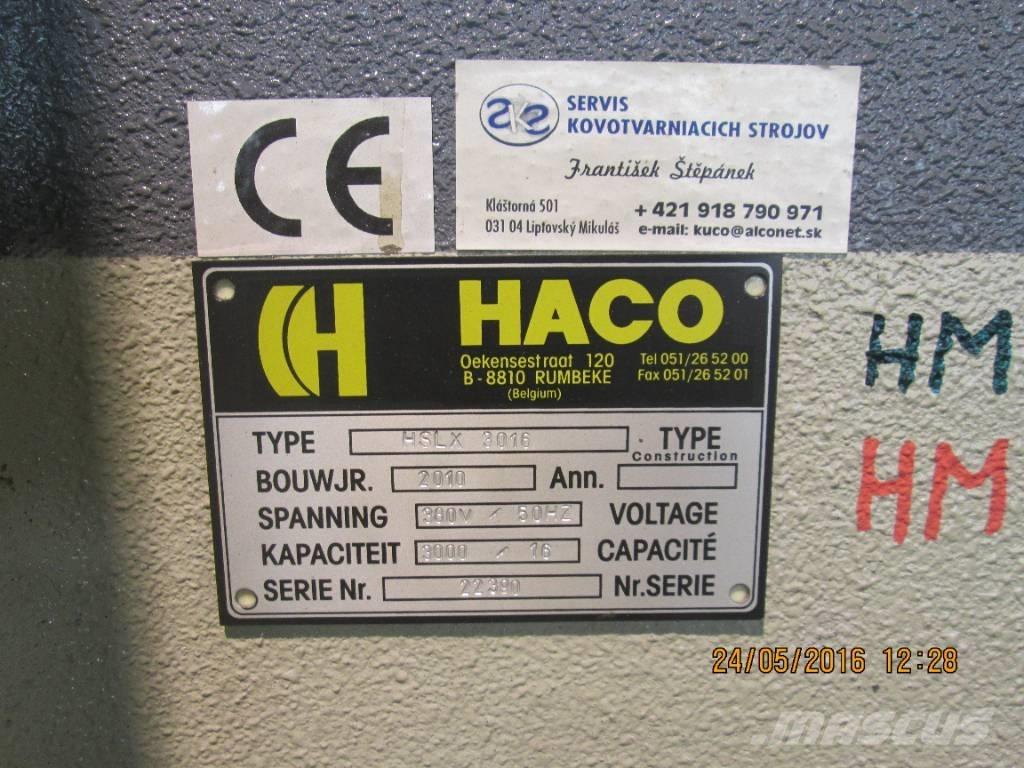 CE
SKS
SERVIS
KOVOTVARNIACICH STROJOV
František Štěpánek
Kláštorná 501
031 04 Liptovský Mikuláš
+ 421 918 790 971
e-mail: kuco@alconet.sk
H HACO
Oekensestraat 120
B - 8810 RUMBEKE
(Belgium)
Tel 051/26 52 00
Fax 051/26 52 01
TYPE HSLX 3016 TYPE
Construction
BOUWJR. 2010 Ann.
SPANNING 380V / 50HZ VOLTAGE
KAPACITEIT 3000 / 16 CAPACITÉ
SERIE Nr. 22390 Nr.SERIE
HM
HM
24/05/2016 12:28
mascus